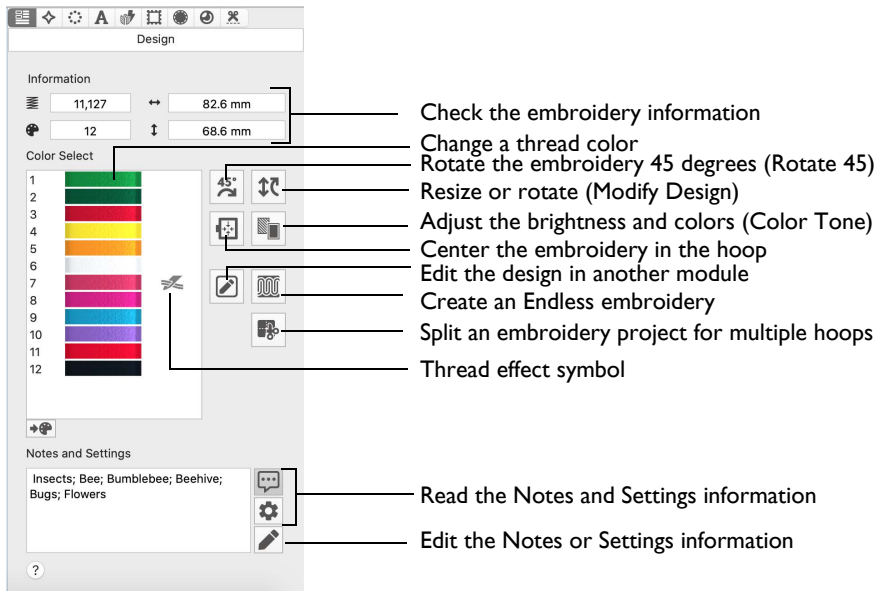 A
Design
Information
11,127
82.6 mm
12
68.6 mm
Check the embroidery information
Color Select
Change a thread color
1
2
3
4
5
6
7
8
9
10
11
12
45°
Rotate the embroidery 45 degrees (Rotate 45)
Resize or rotate (Modify Design)
Adjust the brightness and colors (Color Tone)
Center the embroidery in the hoop
Edit the design in another module
Create an Endless embroidery
Split an embroidery project for multiple hoops
Thread effect symbol
Notes and Settings
Insects; Bee; Bumblebee; Beehive;
Bugs; Flowers
Read the Notes and Settings information
Edit the Notes or Settings information
?